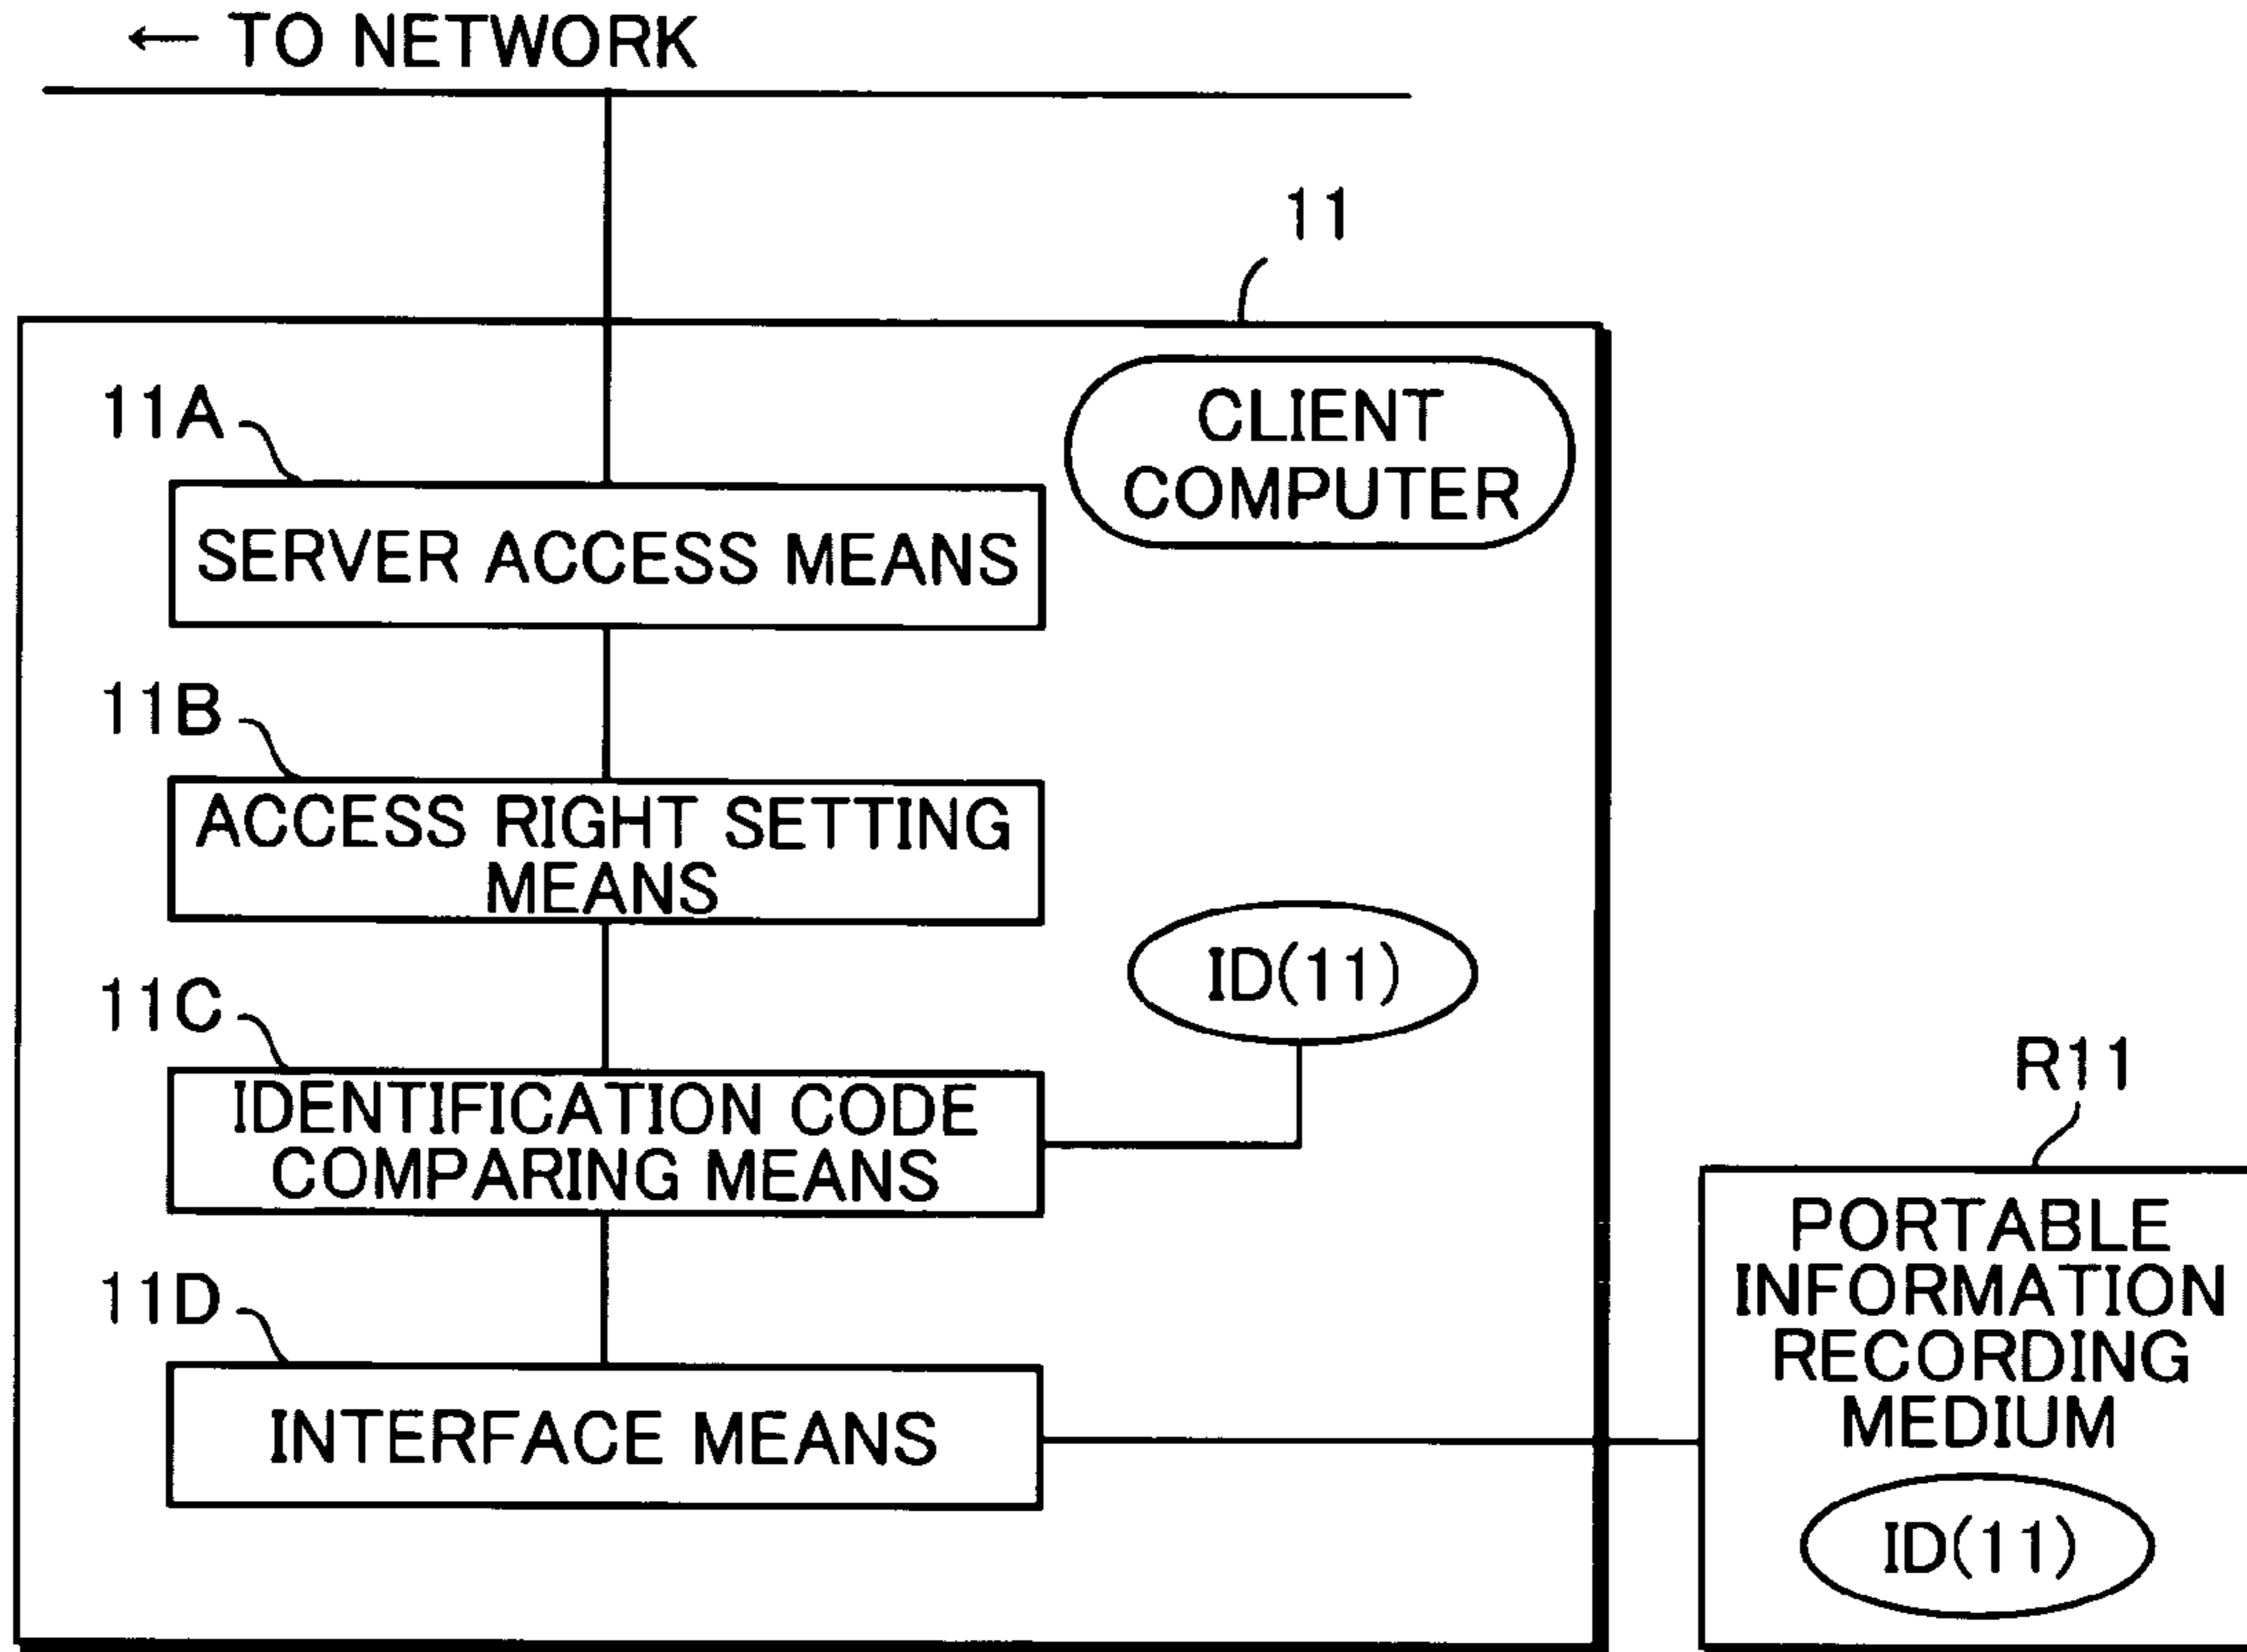 ← TO NETWORK
11
CLIENT
COMPUTER
11A
SERVER ACCESS MEANS
11B
ACCESS RIGHT SETTING
MEANS
ID(11)
11C
IDENTIFICATION CODE
COMPARING MEANS
R11
PORTABLE
INFORMATION
RECORDING
MEDIUM
ID(11)
11D
INTERFACE MEANS